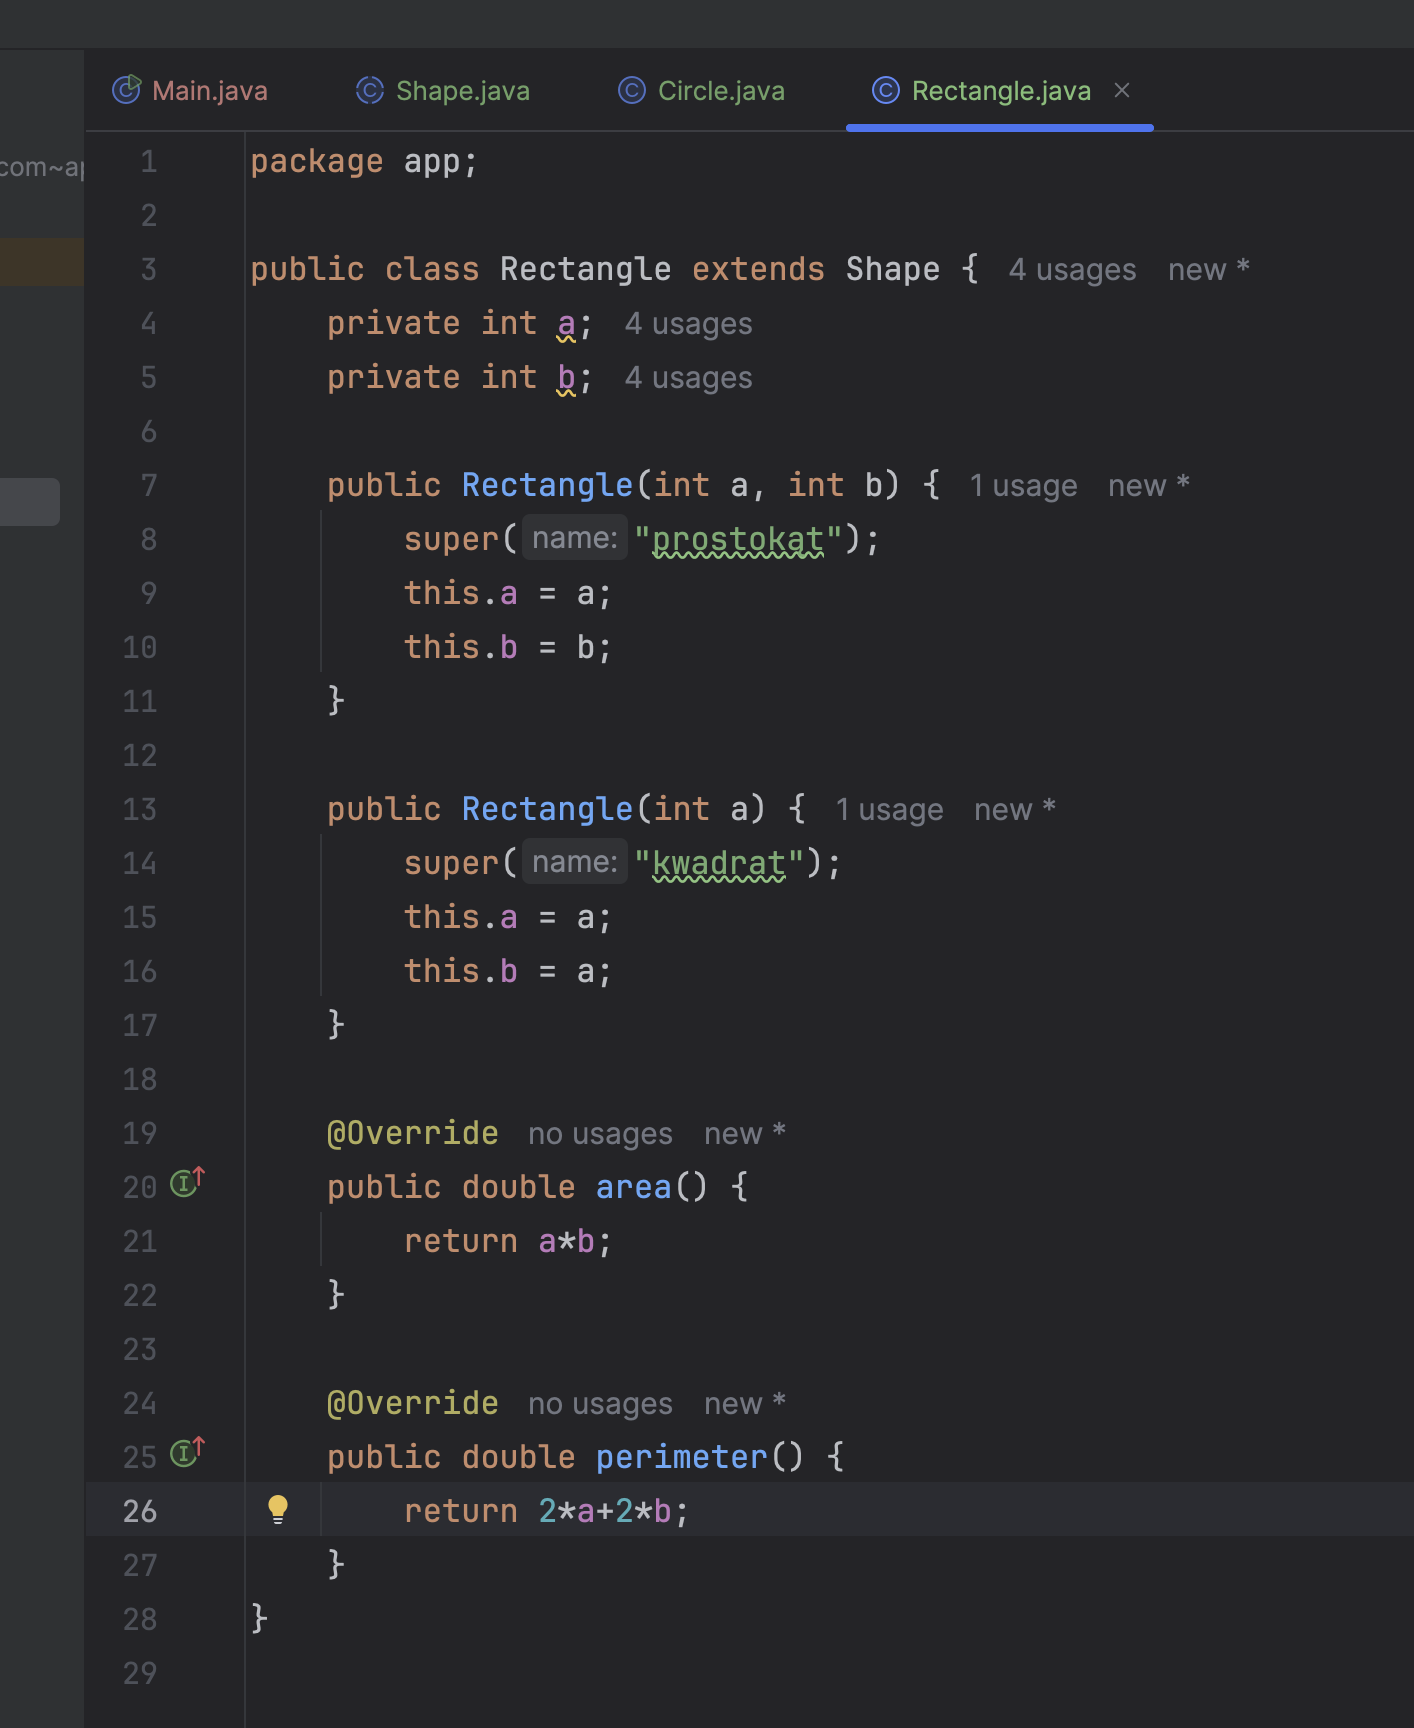 Main.java Shape.java Circle.java Rectangle.java
com~ap
1 package app;
2
3 public class Rectangle extends Shape { 4 usages new *
4 private int a; 4 usages
5 private int b; 4 usages
6
7 public Rectangle(int a, int b) { 1 usage new *
8 super( name: "prostokat");
9 this.a = a;
10 this.b = b;
11 }
12
13 public Rectangle(int a) { 1 usage new *
14 super( name: "kwadrat");
15 this.a = a;
16 this.b = a;
17 }
18
19 @Override no usages new *
20 public double area() {
21 return a*b;
22 }
23
24 @Override no usages new *
25 public double perimeter() {
26 return 2*a+2*b;
27 }
28 }
29